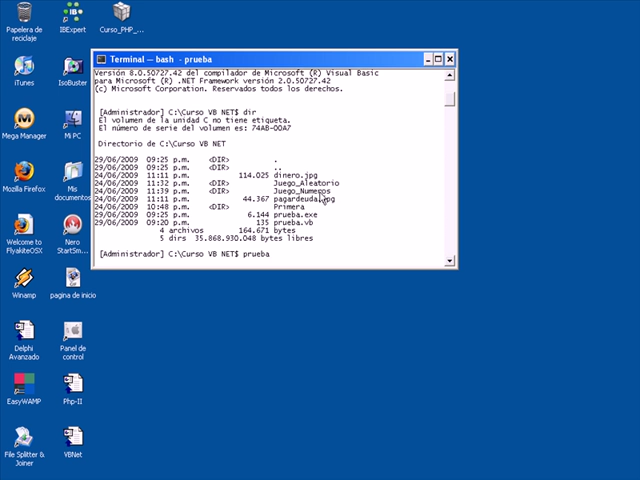 Papelera de
reciclaje
IBExpert
Curso_PHP_...
iTunes
IsoBuster
Mega Manager
Mi PC
Mozilla Firefox
Mis
documentos
Welcome to
FlyakiteOSX
Nero
StartSm...
Winamp
pagina de inicio
Delphi
Avanzado
Panel de
control
EasyWAMP
Php-II
File Splitter &
Joiner
VBNet
Terminal — bash - prueba
Versión 8.0.50727.42 del compilador de Microsoft (R) Visual Basic
para Microsoft (R) .NET Framework versión 2.0.50727.42
(c) Microsoft Corporation. Reservados todos los derechos.
[Administrador] C:\Curso VB NET$ dir
El volumen de la unidad C no tiene etiqueta.
El número de serie del volumen es: 74AB-00A7
Directorio de C:\Curso VB NET
29/06/2009 09:25 p.m. <DIR> .
29/06/2009 09:25 p.m. <DIR> ..
24/06/2009 11:11 p.m. 114.025 dinero.jpg
24/06/2009 11:32 p.m. <DIR> Juego_Aleatorio
24/06/2009 11:39 p.m. <DIR> Juego_Numeros
24/06/2009 11:11 p.m. 44.367 pagardeuda.jpg
24/06/2009 10:48 p.m. <DIR> Primera
29/06/2009 09:25 p.m. 6.144 prueba.exe
29/06/2009 09:20 p.m. 135 prueba.vb
4 archivos 164.671 bytes
5 dirs 35.868.930.048 bytes libres
[Administrador] C:\Curso VB NET$ prueba